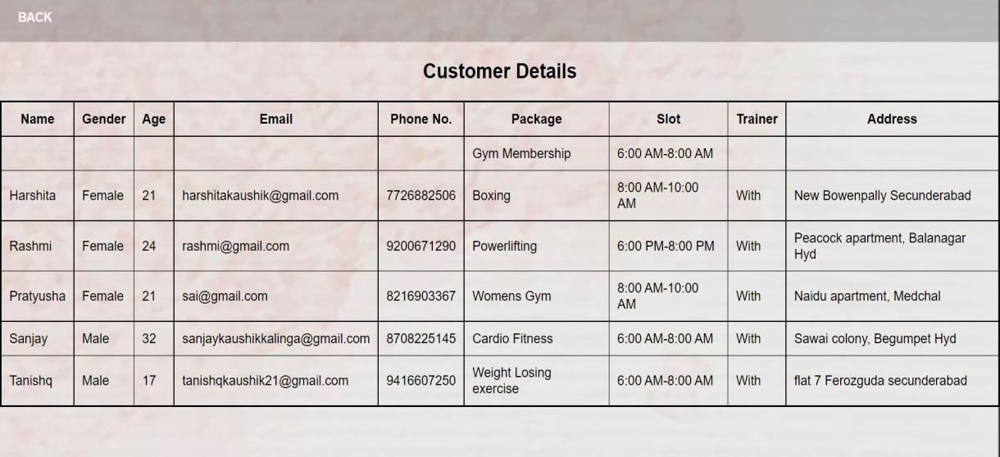 BACK
Customer Details
Name Gender Age Email Phone No. Package Slot Trainer Address
Gym Membership 6:00 AM-8:00 AM
Harshita Female 21 harshitakaushik@gmail.com 7726882506 Boxing 8:00 AM-10:00 With New Bowenpally Secunderabad
AM
Rashmi Female 24 rashmi@gmail.com 9200671290 Powerlifting 6:00 PM-8:00 PM With Peacock apartment, Balanagar
Hyd
Pratyusha Female 21 sai@gmail.com 8216903367 Womens Gym 8:00 AM-10:00 With Naidu apartment, Medchal
AM
Sanjay Male 32 sanjaykaushikkalinga@gmail.com 8708225145 Cardio Fitness 6:00 AM-8:00 AM With Sawai colony, Begumpet Hyd
Tanishq Male 17 tanishqkaushik21@gmail.com 9416607250 Weight Losing 6:00 AM-8:00 AM With flat 7 Ferozguda secunderabad
exercise